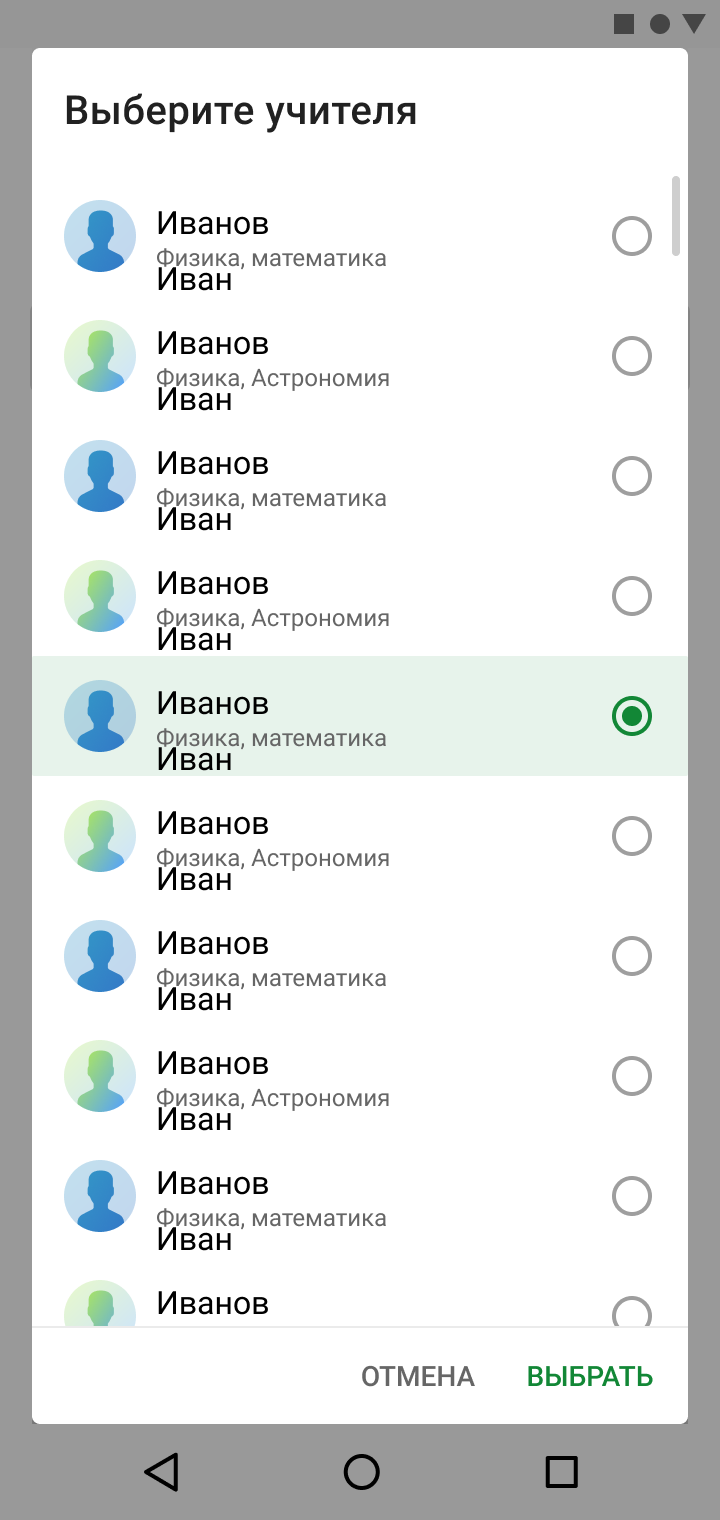 Выберите учителя
Иванов
Физика, математика
Иван
Иванов
Физика, Астрономия
Иван
Иванов
Физика, математика
Иван
Иванов
Физика, Астрономия
Иван
Иванов
Физика, математика
Иван
Иванов
Физика, Астрономия
Иван
Иванов
Физика, математика
Иван
Иванов
Физика, Астрономия
Иван
Иванов
Физика, математика
Иван
Иванов
ОТМЕНА ВЫБРАТЬ